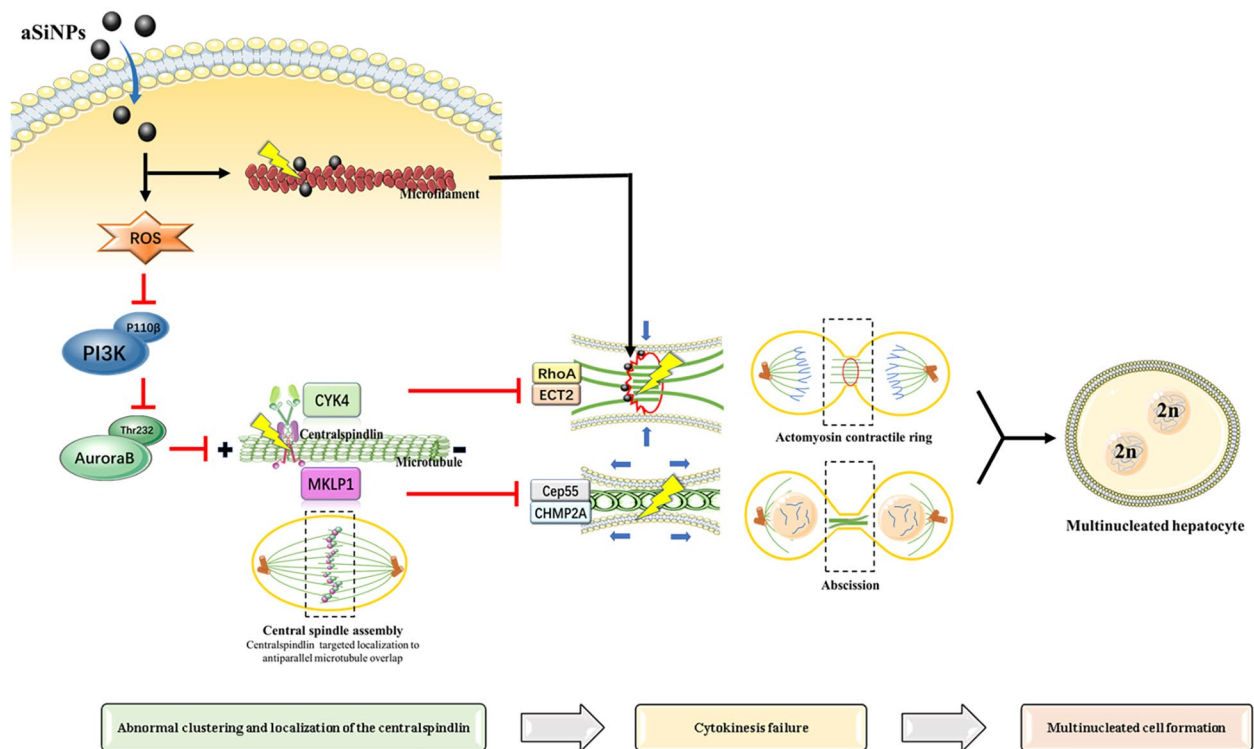 aSiNPs
Microfilament
ROS
P110β
PI3K
Thr232
AuroraB
+
CYK4
Centralspindlin
Microtubule
-
MKLP1
RhoA
ECT2
Cep55
CHMP2A
Actomyosin contractile ring
Abscission
2n
2n
Multinucleated hepatocyte
Central spindle assembly
Centralspindlin targeted localization to
antiparallel microtubule overlap
Abnormal clustering and localization of the centralspindlin
Cytokinesis failure
Multinucleated cell formation